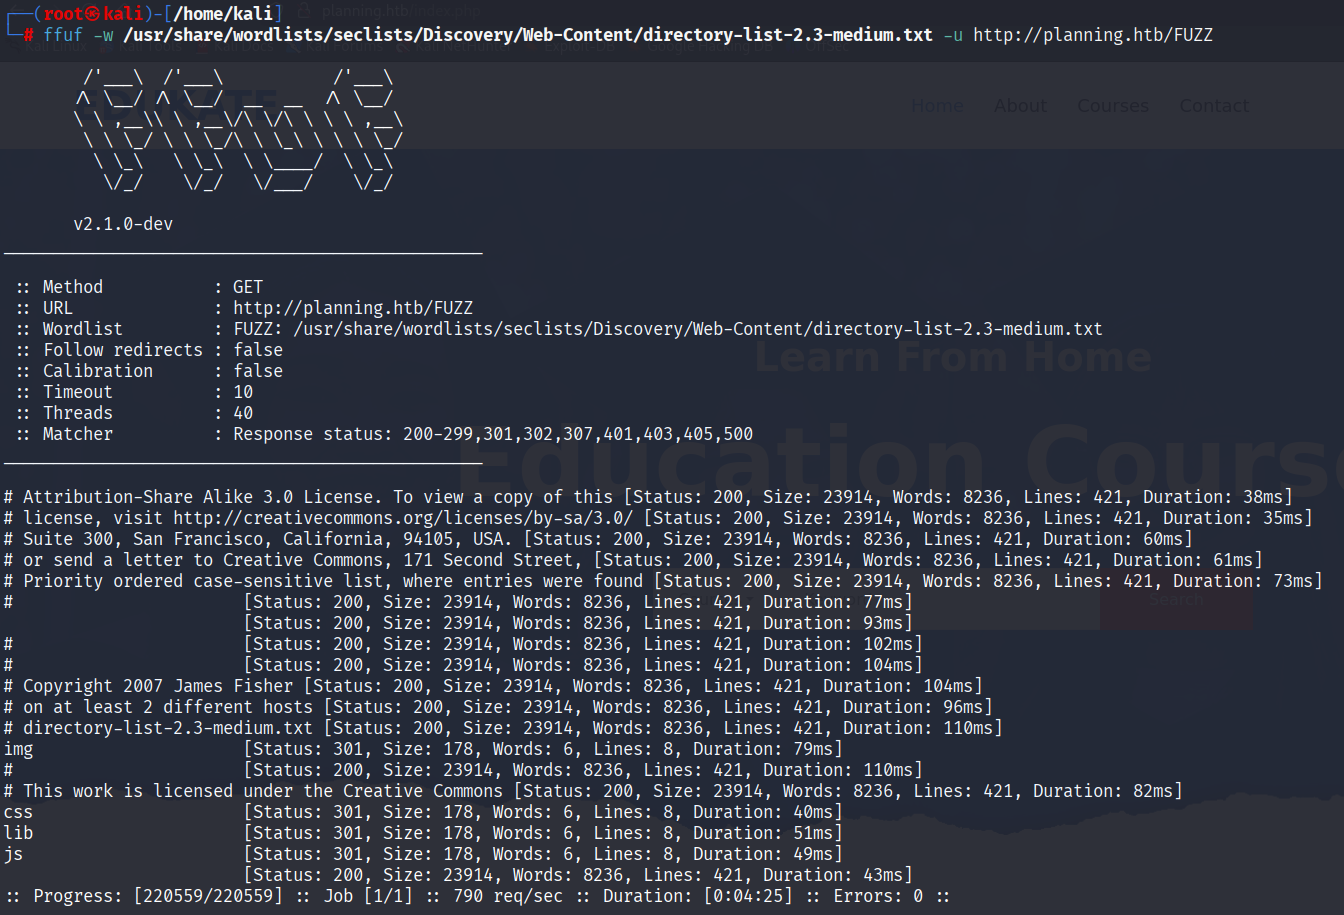 planning.htb/index.php
┌──(root㉿kali)-[/home/kali]
└─# ffuf -w /usr/share/wordlists/seclists/Discovery/Web-Content/directory-list-2.3-medium.txt -u http://planning.htb/FUZZ
EDUKATE
Home About Courses Contact
v2.1.0-dev
:: Method : GET
:: URL : http://planning.htb/FUZZ
:: Wordlist : FUZZ: /usr/share/wordlists/seclists/Discovery/Web-Content/directory-list-2.3-medium.txt
:: Follow redirects : false
Learn From Home
:: Calibration : false
:: Timeout : 10
:: Threads : 40
:: Matcher : Response status: 200-299,301,302,307,401,403,405,500
Education Course
# Attribution-Share Alike 3.0 License. To view a copy of this [Status: 200, Size: 23914, Words: 8236, Lines: 421, Duration: 38ms]
# license, visit http://creativecommons.org/licenses/by-sa/3.0/ [Status: 200, Size: 23914, Words: 8236, Lines: 421, Duration: 35ms]
# Suite 300, San Francisco, California, 94105, USA. [Status: 200, Size: 23914, Words: 8236, Lines: 421, Duration: 60ms]
# or send a letter to Creative Commons, 171 Second Street, [Status: 200, Size: 23914, Words: 8236, Lines: 421, Duration: 61ms]
# Priority ordered case-sensitive list, where entries were found [Status: 200, Size: 23914, Words: 8236, Lines: 421, Duration: 73ms]
# [Status: 200, Size: 23914, Words: 8236, Lines: 421, Duration: 77ms]
Search
[Status: 200, Size: 23914, Words: 8236, Lines: 421, Duration: 93ms]
# [Status: 200, Size: 23914, Words: 8236, Lines: 421, Duration: 102ms]
# [Status: 200, Size: 23914, Words: 8236, Lines: 421, Duration: 104ms]
# Copyright 2007 James Fisher [Status: 200, Size: 23914, Words: 8236, Lines: 421, Duration: 104ms]
# on at least 2 different hosts [Status: 200, Size: 23914, Words: 8236, Lines: 421, Duration: 96ms]
# directory-list-2.3-medium.txt [Status: 200, Size: 23914, Words: 8236, Lines: 421, Duration: 110ms]
img [Status: 301, Size: 178, Words: 6, Lines: 8, Duration: 79ms]
# [Status: 200, Size: 23914, Words: 8236, Lines: 421, Duration: 110ms]
# This work is licensed under the Creative Commons [Status: 200, Size: 23914, Words: 8236, Lines: 421, Duration: 82ms]
css [Status: 301, Size: 178, Words: 6, Lines: 8, Duration: 40ms]
lib [Status: 301, Size: 178, Words: 6, Lines: 8, Duration: 51ms]
js [Status: 301, Size: 178, Words: 6, Lines: 8, Duration: 49ms]
[Status: 200, Size: 23914, Words: 8236, Lines: 421, Duration: 43ms]
:: Progress: [220559/220559] :: Job [1/1] :: 790 req/sec :: Duration: [0:04:25] :: Errors: 0 ::